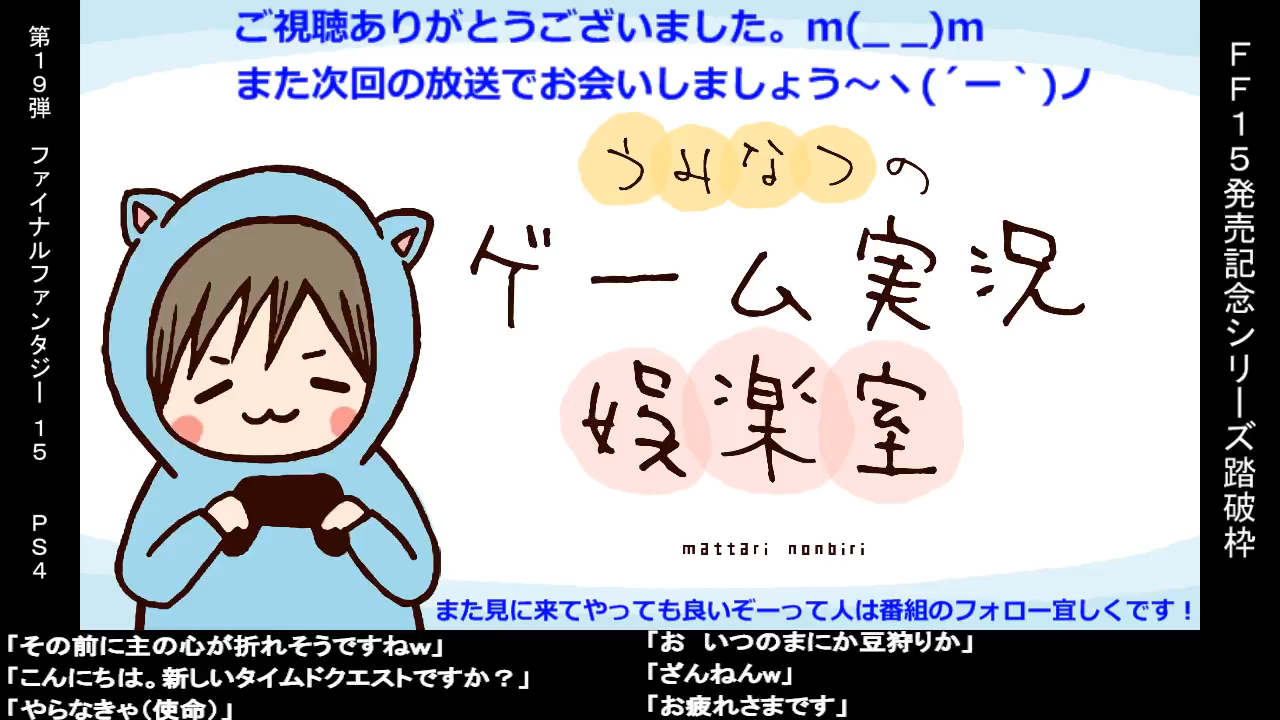 ご視聴ありがとうございました。m(_ _)m
また次回の放送でお会いしましょう～ヽ(´ー｀)ノ
第１９弾　ファイナルファンタジー　１５　　ＰＳ４
ＦＦ１５発売記念シリーズ踏破枠
うみなつの
ゲーム実況
娯楽室
mattari nonbiri
また見に来てやっても良いぞーって人は番組のフォロー宜しくです！
「その前に主の心が折れそうですねｗ」
「こんにちは。新しいタイムドクエストですか？」
「やらなきゃ（使命）」
「お　いつのまにか豆狩りか」
「ざんねんｗ」
「お疲れさまです」